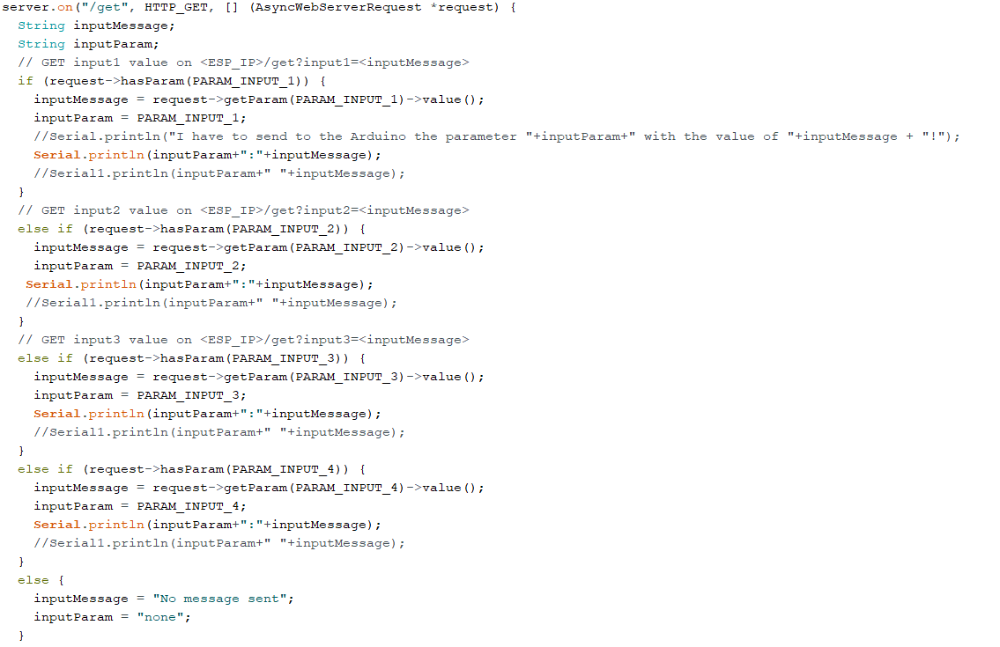 server.on("/get", HTTP_GET, [] (AsyncWebServerRequest *request) {
  String inputMessage;
  String inputParam;
  // GET input1 value on <ESP_IP>/get?input1=<inputMessage>
  if (request->hasParam(PARAM_INPUT_1)) {
    inputMessage = request->getParam(PARAM_INPUT_1)->value();
    inputParam = PARAM_INPUT_1;
    //Serial.println("I have to send to the Arduino the parameter "+inputParam+" with the value of "+inputMessage + "!");
    Serial.println(inputParam+":"+inputMessage);
    //Serial1.println(inputParam+" "+inputMessage);
  }
  // GET input2 value on <ESP_IP>/get?input2=<inputMessage>
  else if (request->hasParam(PARAM_INPUT_2)) {
    inputMessage = request->getParam(PARAM_INPUT_2)->value();
    inputParam = PARAM_INPUT_2;
   Serial.println(inputParam+":"+inputMessage);
   //Serial1.println(inputParam+" "+inputMessage);
  }
  // GET input3 value on <ESP_IP>/get?input3=<inputMessage>
  else if (request->hasParam(PARAM_INPUT_3)) {
    inputMessage = request->getParam(PARAM_INPUT_3)->value();
    inputParam = PARAM_INPUT_3;
    Serial.println(inputParam+":"+inputMessage);
    //Serial1.println(inputParam+" "+inputMessage);
  }
  else if (request->hasParam(PARAM_INPUT_4)) {
    inputMessage = request->getParam(PARAM_INPUT_4)->value();
    inputParam = PARAM_INPUT_4;
    Serial.println(inputParam+":"+inputMessage);
    //Serial1.println(inputParam+" "+inputMessage);
  }
  else {
    inputMessage = "No message sent";
    inputParam = "none";
  }